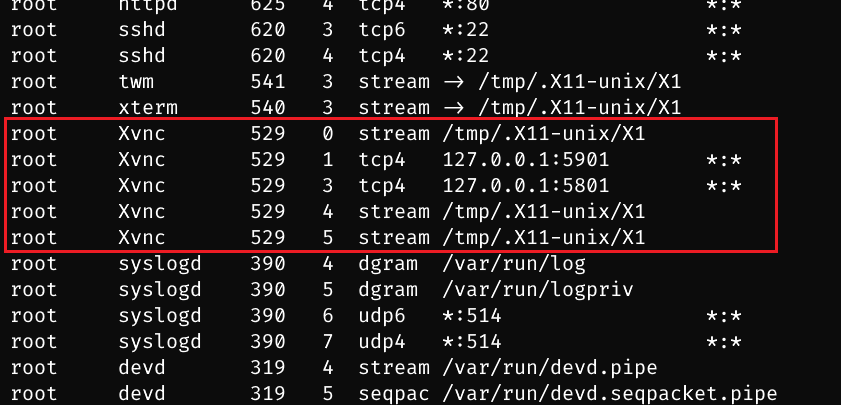 root httpd 625 4 tcp4 *:80 *:*
root sshd 620 3 tcp6 *:22 *:*
root sshd 620 4 tcp4 *:22 *:*
root twm 541 3 stream -> /tmp/.X11-unix/X1
root xterm 540 3 stream -> /tmp/.X11-unix/X1
root Xvnc 529 0 stream /tmp/.X11-unix/X1
root Xvnc 529 1 tcp4 127.0.0.1:5901 *:*
root Xvnc 529 3 tcp4 127.0.0.1:5801 *:*
root Xvnc 529 4 stream /tmp/.X11-unix/X1
root Xvnc 529 5 stream /tmp/.X11-unix/X1
root syslogd 390 4 dgram /var/run/log
root syslogd 390 5 dgram /var/run/logpriv
root syslogd 390 6 udp6 *:514 *:*
root syslogd 390 7 udp4 *:514 *:*
root devd 319 4 stream /var/run/devd.pipe
root devd 319 5 seqpac /var/run/devd.seqpacket.pipe